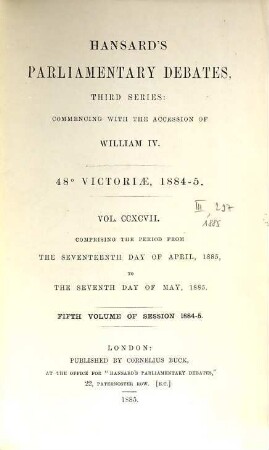 HANSARD'S
PARLIAMENTARY DEBATES,
THIRD SERIES:
COMMENCING WITH THE ACCESSION OF
WILLIAM IV.
48° VICTORIÆ, 1884-5.
III 297
1885
VOL. CCXCVII.
COMPRISING THE PERIOD FROM
THE SEVENTEENTH DAY OF APRIL, 1885,
TO
THE SEVENTH DAY OF MAY, 1885.
FIFTH VOLUME OF SESSION 1884-5.
LONDON:
PUBLISHED BY CORNELIUS BUCK,
AT THE OFFICE FOR "HANSARD'S PARLIAMENTARY DEBATES,"
22, PATERNOSTER ROW. [E.C.]
1885.